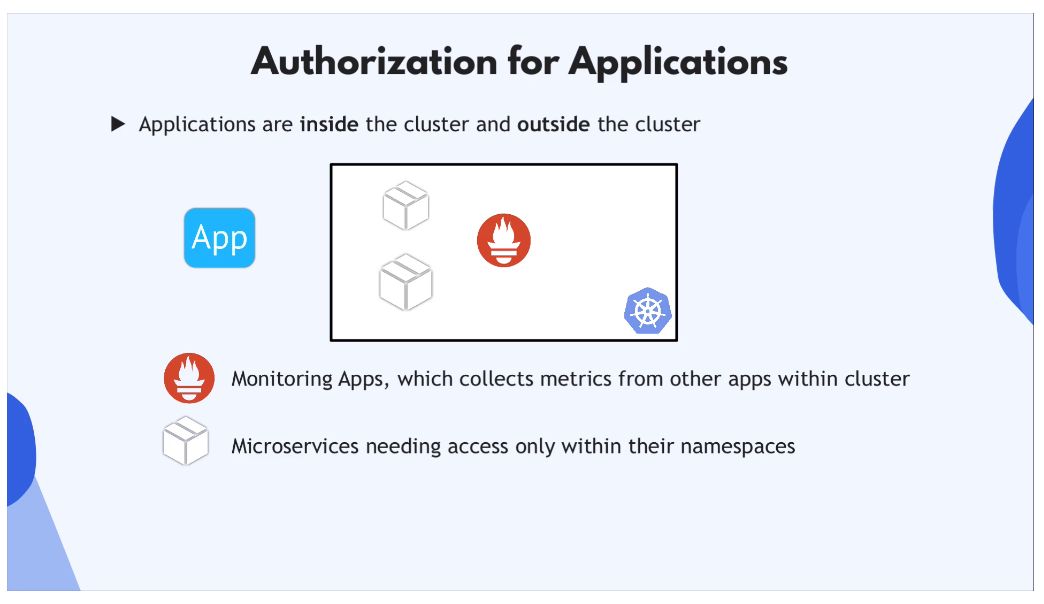 Authorization for Applications
Applications are inside the cluster and outside the cluster
App
Monitoring Apps, which collects metrics from other apps within cluster
Microservices needing access only within their namespaces